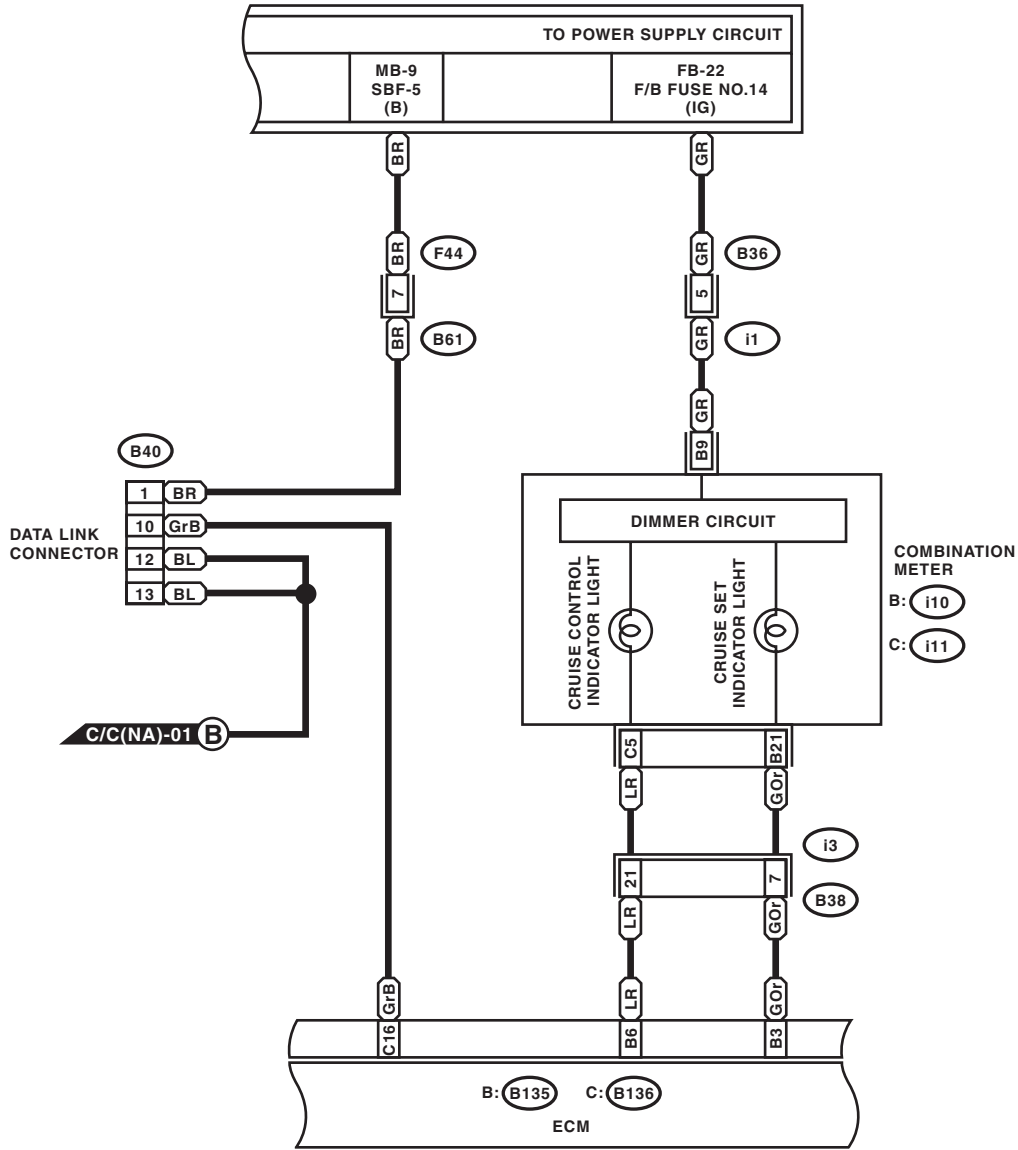 TO POWER SUPPLY CIRCUIT
MB-9
SBF-5
(B)
FB-22
F/B FUSE NO.14
(IG)
BR
GR
BR
F44
GR
B36
7
5
BR
B61
GR
i1
GR
B9
B40
1 BR
10 GrB
12 BL
13 BL
DATA LINK
CONNECTOR
DIMMER CIRCUIT
CRUISE CONTROL
INDICATOR LIGHT
CRUISE SET
INDICATOR LIGHT
COMBINATION
METER
B: i10
C: i11
C/C(NA)-01 B
C5
B21
LR
GOr
i3
21
7
B38
LR
GOr
GrB
LR
GOr
C16
B6
B3
B: B135 C: B136
ECM